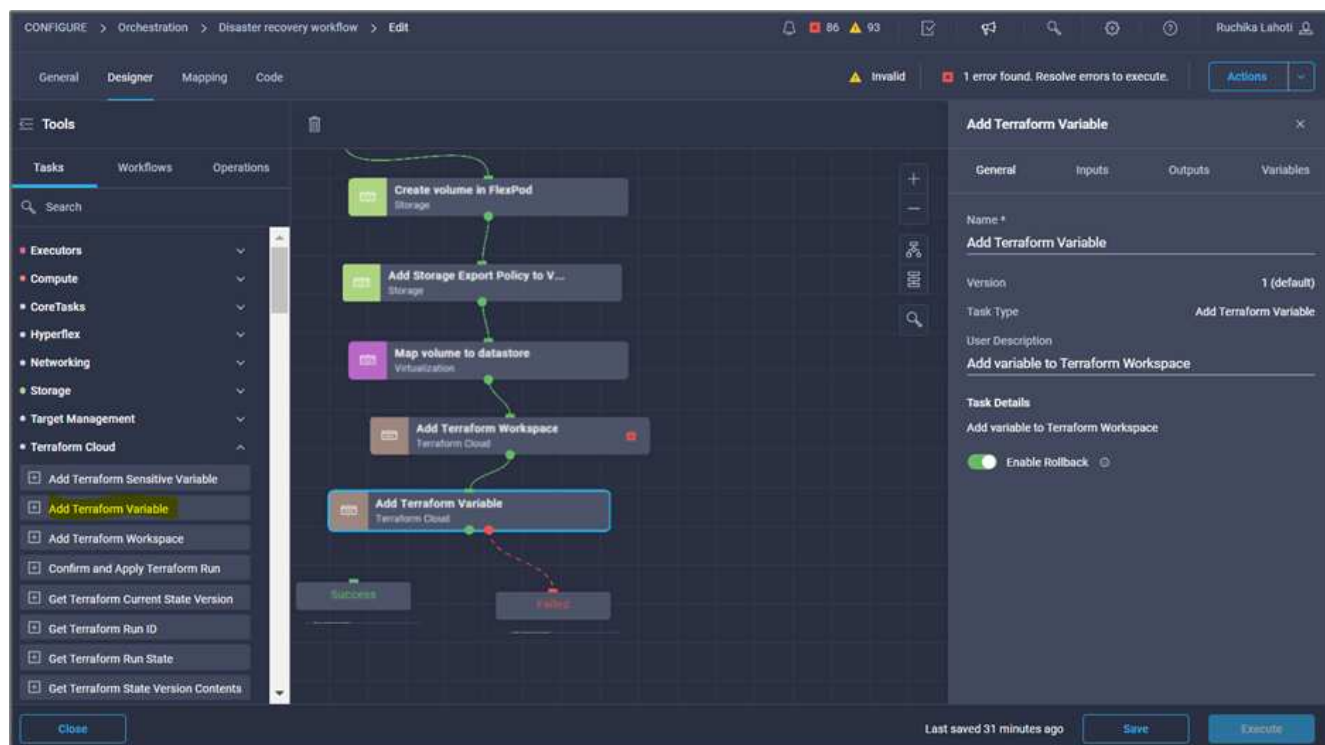 CONFIGURE > Orchestration > Disaster recovery workflow > Edit
86 93
Ruchika Lahoti
General Designer Mapping Code
Invalid
1 error found. Resolve errors to execute.
Actions
Tools
Tasks Workflows Operations
Search
Executors
Compute
CoreTasks
Hyperflex
Networking
Storage
Target Management
Terraform Cloud
Add Terraform Sensitive Variable
Add Terraform Variable
Add Terraform Workspace
Confirm and Apply Terraform Run
Get Terraform Current State Version
Get Terraform Run ID
Get Terraform Run State
Get Terraform State Version Contents
Create volume in FlexPod
Storage
Add Storage Export Policy to V...
Storage
Map volume to datastore
Virtualization
Add Terraform Workspace
Terraform Cloud
Add Terraform Variable
Terraform Cloud
Success
Failed
Add Terraform Variable
General Inputs Outputs Variables
Name *
Add Terraform Variable
Version 1 (default)
Task Type Add Terraform Variable
User Description
Add variable to Terraform Workspace
Task Details
Add variable to Terraform Workspace
Enable Rollback
Close
Last saved 31 minutes ago
Save
Execute